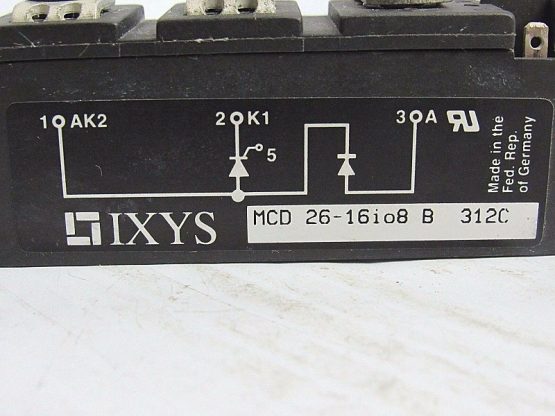 1 AK2
2 K1
3 A
5
Made in the
Fed. Rep.
of Germany
IXYS
MCD 26-16io8 B 312C